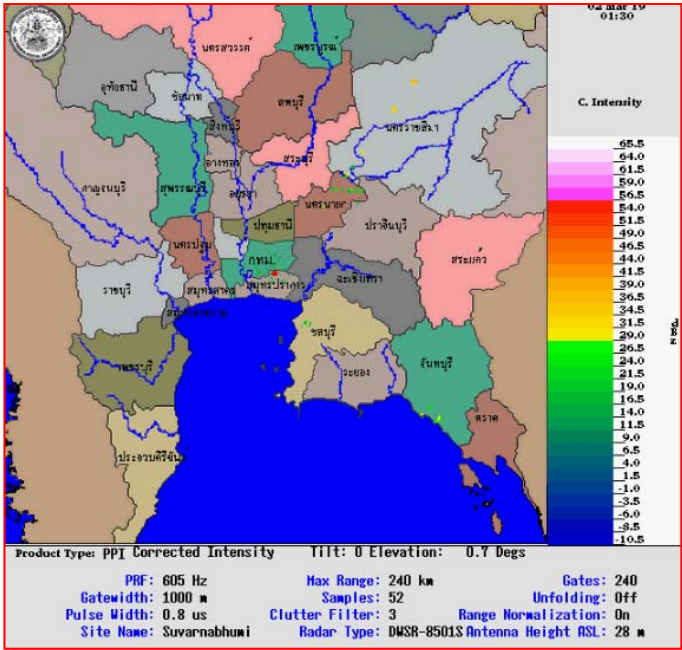 02 Mar 19
01:30
C. Intensity
นครสวรรค์
เพชรบูรณ์
อุทัยธานี
ชัยนาท
ลพบุรี
สิงห์บุรี
นครราชสีมา
อ่างทอง
สระบุรี
กาญจนบุรี
สุพรรณบุรี
อยุธยา
นครนายก
ปราจีนบุรี
ปทุมธานี
นครปฐม
กทม.
สระแก้ว
ฉะเชิงเทรา
ราชบุรี
สมุทรสาคร
สมุทรปราการ
ชลบุรี
เพชรบุรี
ระยอง
จันทบุรี
ตราด
ประจวบคีรีขันธ์
65.5
64.0
61.5
59.0
56.5
54.0
51.5
49.0
46.5
44.0
41.5
39.0
36.5
34.0
31.5
29.0
26.5
24.0
21.5
19.0
16.5
14.0
11.5
9.0
6.5
4.0
1.5
-1.0
-3.5
-6.0
-8.5
-10.5
Product Type: PPI Corrected Intensity Tilt: 0 Elevation: 0.7 Degs
PRF: 605 Hz Max Range: 240 km Gates: 240
Gatewidth: 1000 m Samples: 52 Unfolding: Off
Pulse Width: 0.8 us Clutter Filter: 3 Range Normalization: On
Site Name: Suvarnabhumi Radar Type: DWSR-8501S Antenna Height ASL: 28 m